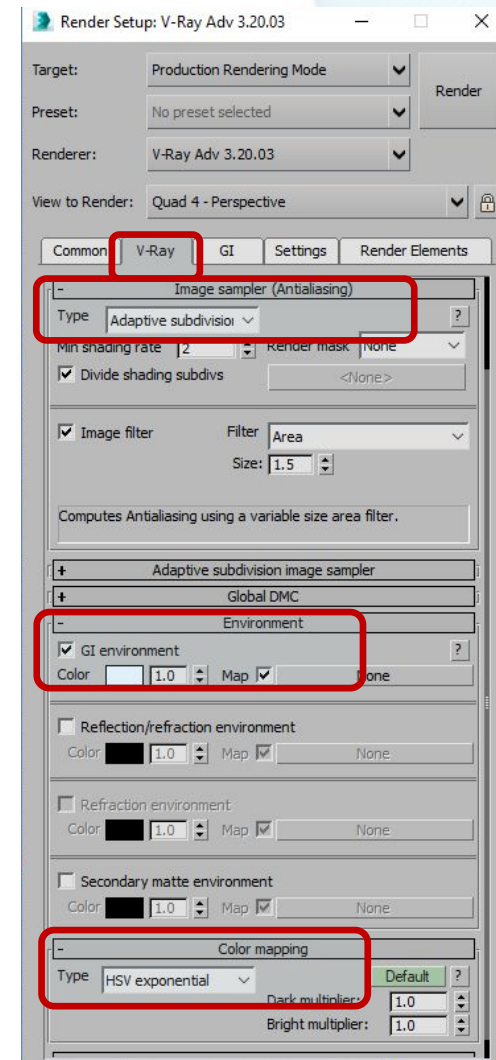 Render Setup: V-Ray Adv 3.20.03
Target: Production Rendering Mode
Render
Preset: No preset selected
Renderer: V-Ray Adv 3.20.03
View to Render: Quad 4 - Perspective
Common V-Ray GI Settings Render Elements
- Image sampler (Antialiasing)
Type Adaptive subdivision ?
Min shading rate 2 Render mask None
Divide shading subdivs <None>
Image filter Filter Area
Size: 1.5
Computes Antialiasing using a variable size area filter.
+ Adaptive subdivision image sampler
+ Global DMC
- Environment
GI environment ?
Color 1.0 Map None
Reflection/refraction environment
Color 1.0 Map None
Refraction environment
Color 1.0 Map None
Secondary matte environment
Color 1.0 Map None
- Color mapping
Type HSV exponential Default ?
Dark multiplier: 1.0
Bright multiplier: 1.0